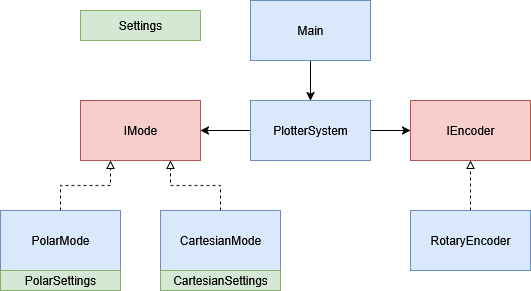 Settings
Main
IMode
PlotterSystem
IEncoder
PolarMode
CartesianMode
RotaryEncoder
PolarSettings
CartesianSettings